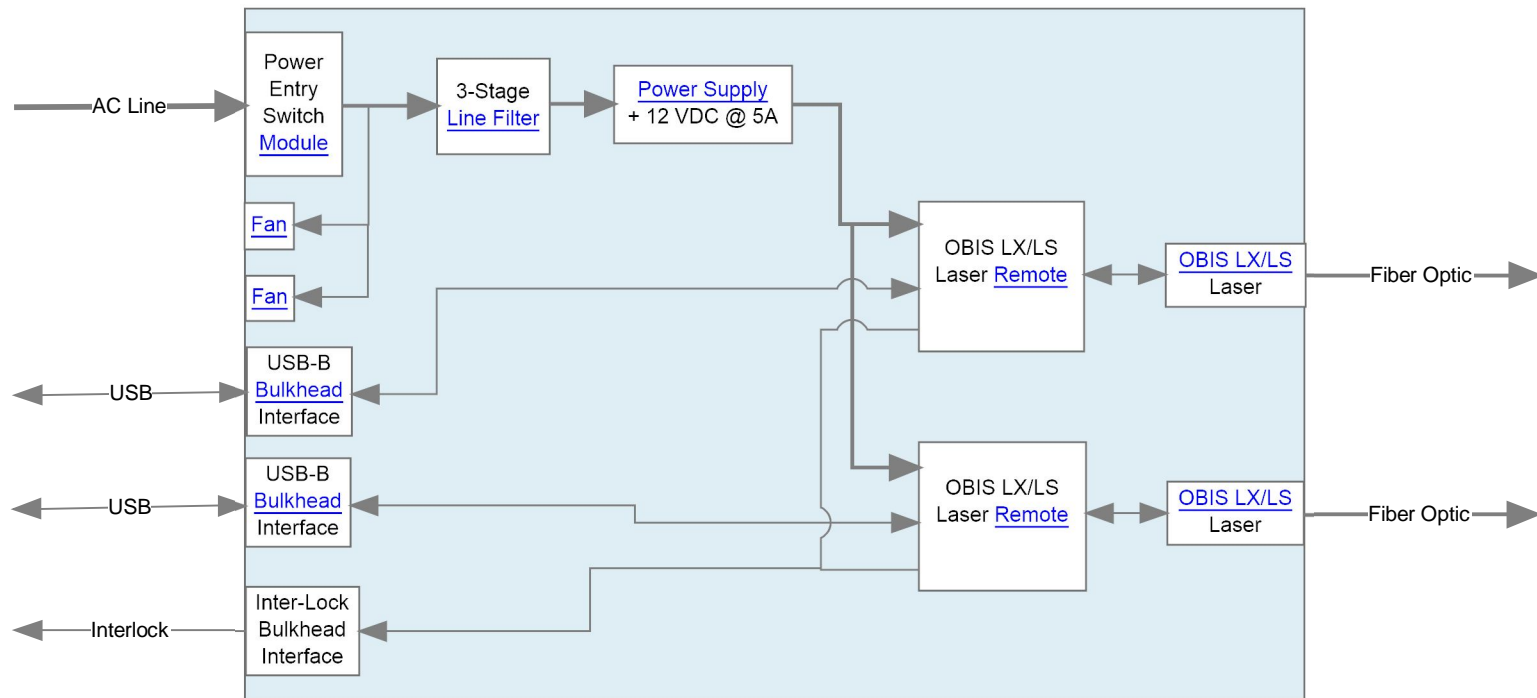 AC Line
Power
Entry
Switch
Module
3-Stage
Line Filter
Power Supply
+ 12 VDC @ 5A
Fan
Fan
OBIS LX/LS
Laser Remote
OBIS LX/LS
Laser
Fiber Optic
USB
USB-B
Bulkhead
Interface
USB
USB-B
Bulkhead
Interface
OBIS LX/LS
Laser Remote
OBIS LX/LS
Laser
Fiber Optic
Interlock
Inter-Lock
Bulkhead
Interface